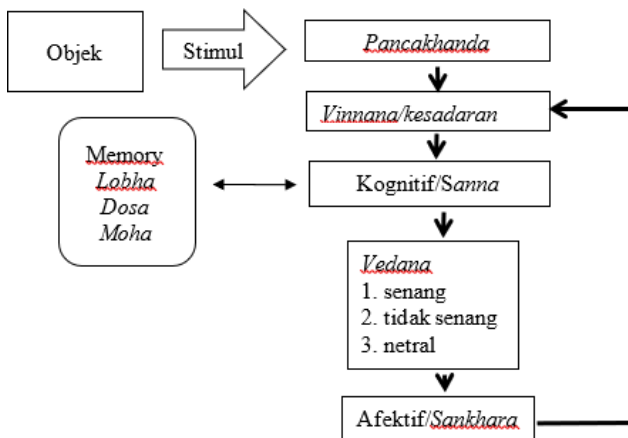 Objek
Stimul
Pancakhanda
Vinnana/kesadaran
Memory
Lobha
Dosa
Moha
Kognitif/Sanna
Vedana
1. senang
2. tidak senang
3. netral
Afektif/Sankhara